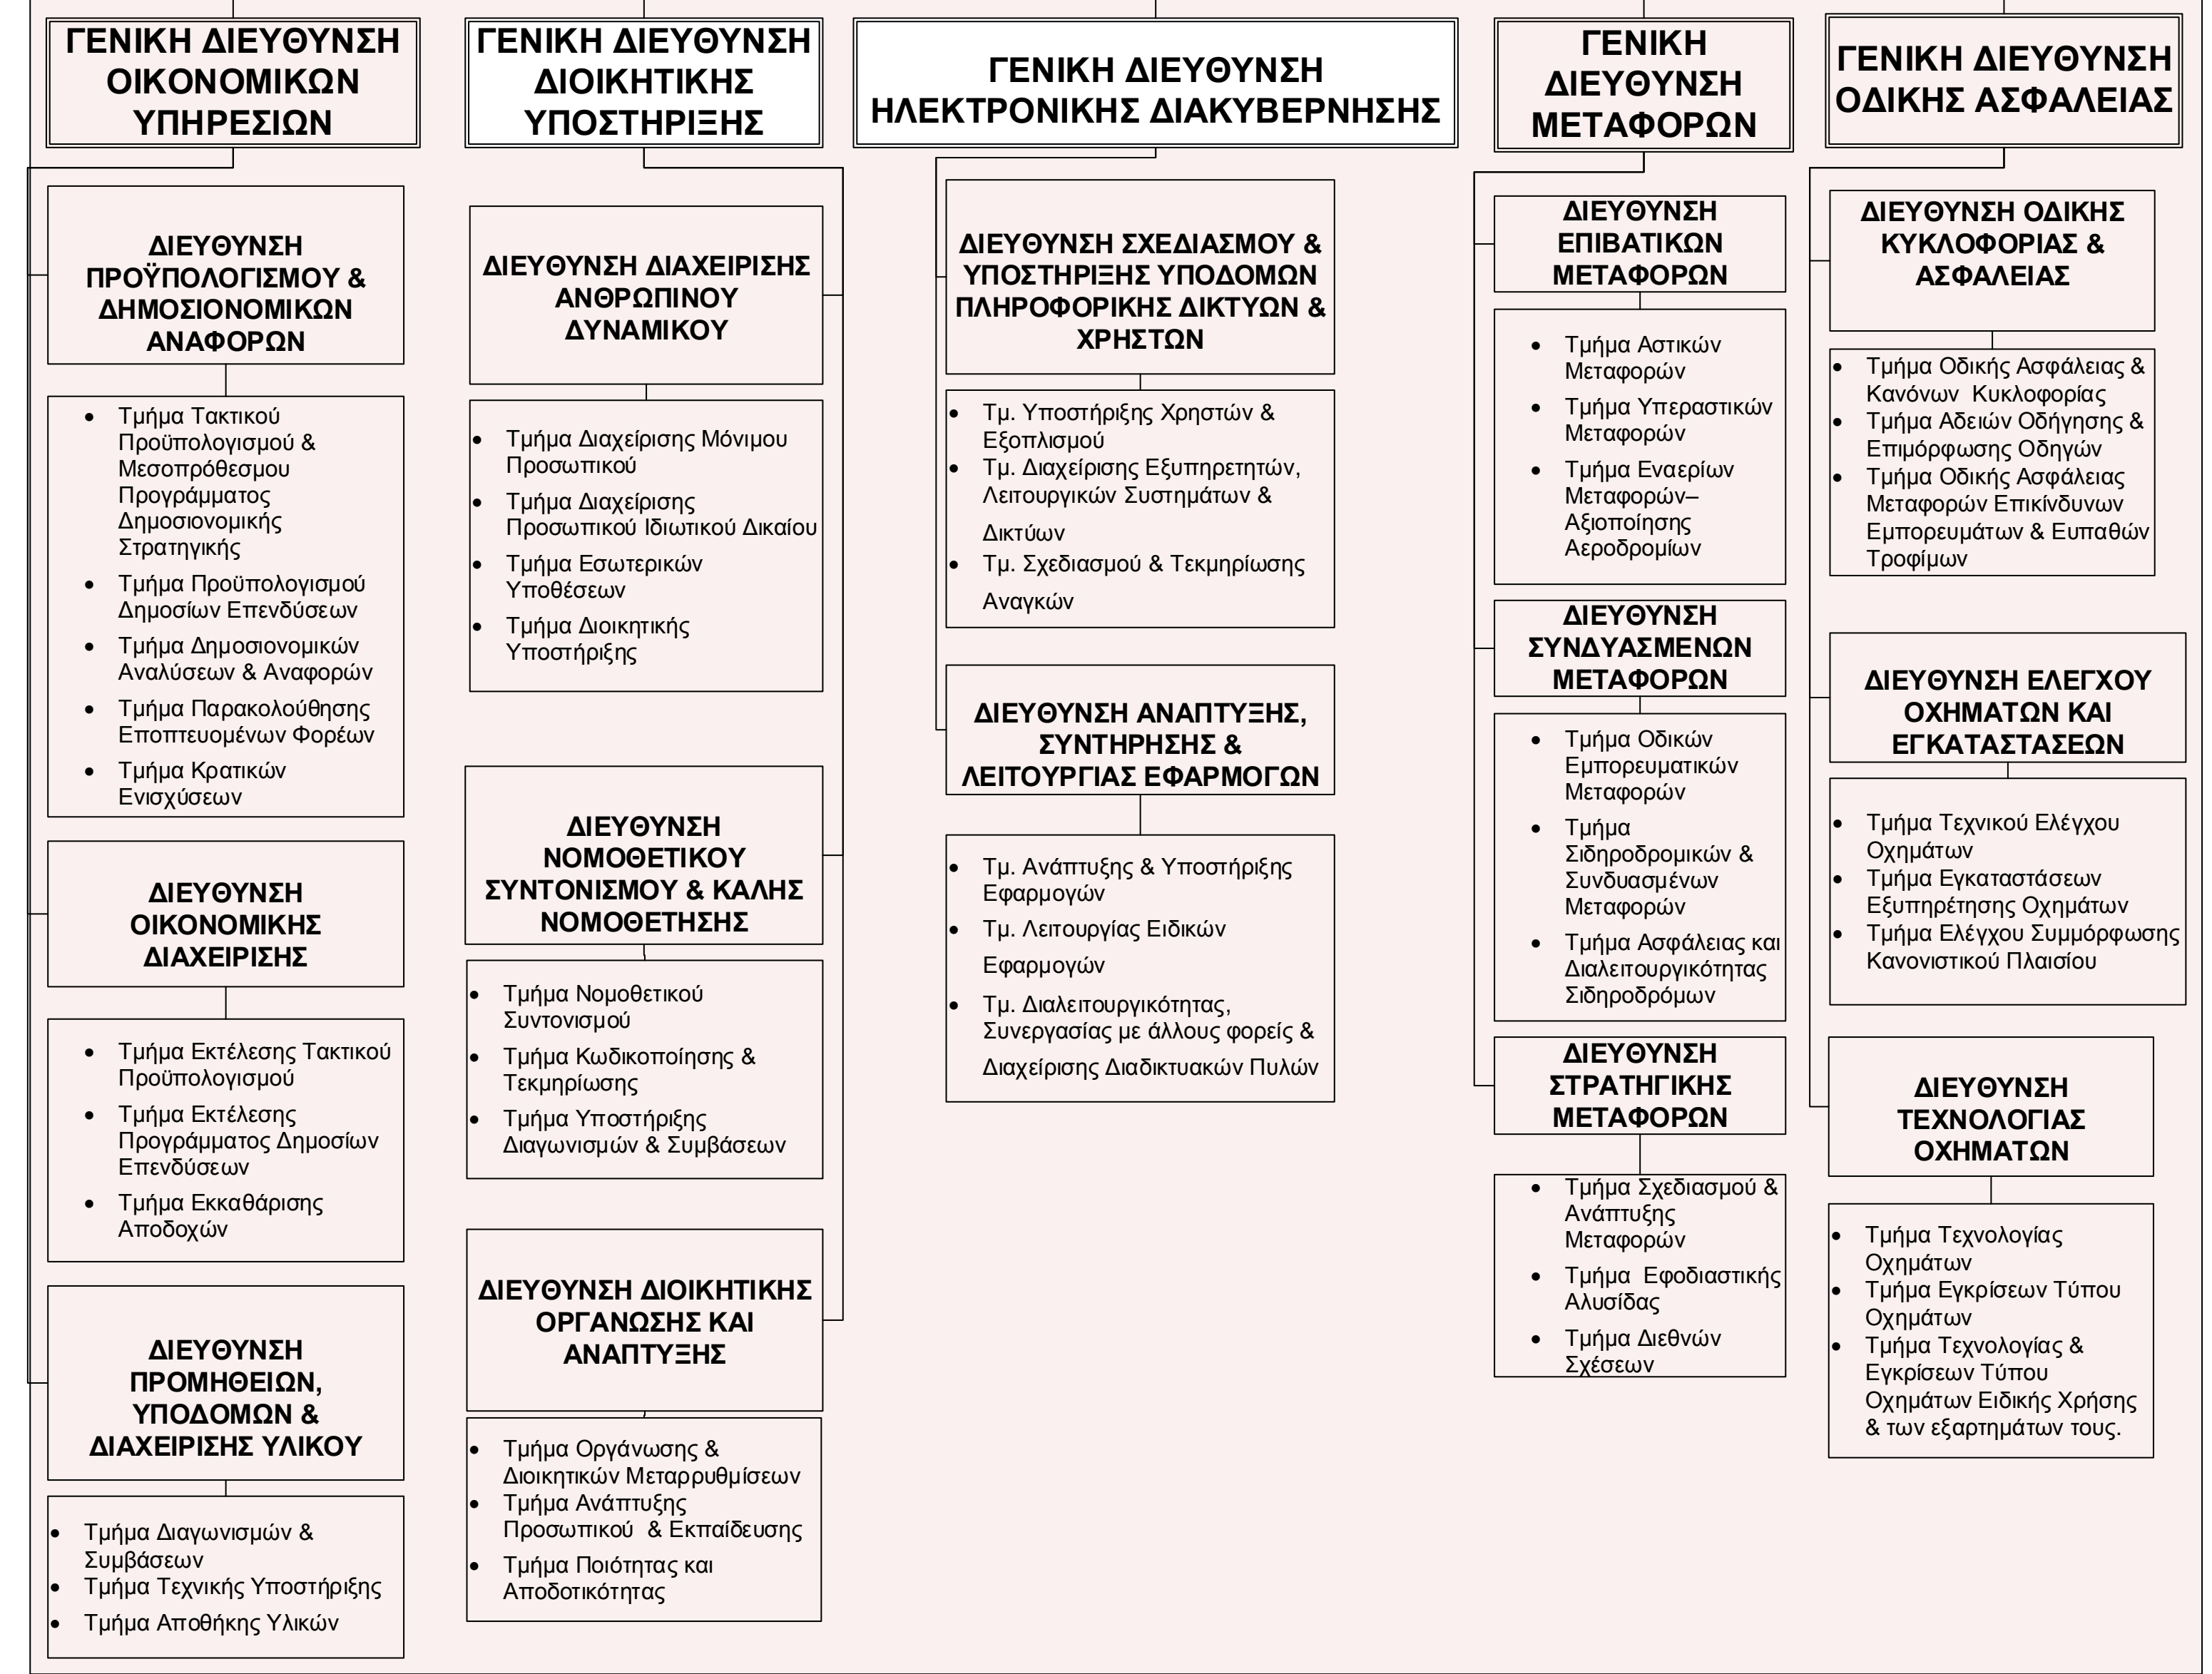 ΓΕΝΙΚΗ ΔΙΕΥΘΥΝΣΗ
ΟΙΚΟΝΟΜΙΚΩΝ
ΥΠΗΡΕΣΙΩΝ
ΔΙΕΥΘΥΝΣΗ
ΠΡΟΫΠΟΛΟΓΙΣΜΟΥ &
ΔΗΜΟΣΙΟΝΟΜΙΚΩΝ
ΑΝΑΦΟΡΩΝ
• Τμήμα Τακτικού
Προϋπολογισμού &
Μεσοπρόθεσμου
Προγράμματος
Δημοσιονομικής
Στρατηγικής
• Τμήμα Προϋπολογισμού
Δημοσίων Επενδύσεων
• Τμήμα Δημοσιονομικών
Αναλύσεων & Αναφορών
• Τμήμα Παρακολούθησης
Εποπτευομένων Φορέων
• Τμήμα Κρατικών
Ενισχύσεων
ΔΙΕΥΘΥΝΣΗ
ΟΙΚΟΝΟΜΙΚΗΣ
ΔΙΑΧΕΙΡΙΣΗΣ
• Τμήμα Εκτέλεσης Τακτικού
Προϋπολογισμού
• Τμήμα Εκτέλεσης
Προγράμματος Δημοσίων
Επενδύσεων
• Τμήμα Εκκαθάρισης
Αποδοχών
ΔΙΕΥΘΥΝΣΗ
ΠΡΟΜΗΘΕΙΩΝ,
ΥΠΟΔΟΜΩΝ &
ΔΙΑΧΕΙΡΙΣΗΣ ΥΛΙΚΟΥ
• Τμήμα Διαγωνισμών &
Συμβάσεων
• Τμήμα Τεχνικής Υποστήριξης
• Τμήμα Αποθήκης Υλικών
ΓΕΝΙΚΗ ΔΙΕΥΘΥΝΣΗ
ΔΙΟΙΚΗΤΙΚΗΣ
ΥΠΟΣΤΗΡΙΞΗΣ
ΔΙΕΥΘΥΝΣΗ ΔΙΑΧΕΙΡΙΣΗΣ
ΑΝΘΡΩΠΙΝΟΥ
ΔΥΝΑΜΙΚΟΥ
• Τμήμα Διαχείρισης Μόνιμου
Προσωπικού
• Τμήμα Διαχείρισης
Προσωπικού Ιδιωτικού Δικαίου
• Τμήμα Εσωτερικών
Υποθέσεων
• Τμήμα Διοικητικής
Υποστήριξης
ΔΙΕΥΘΥΝΣΗ
ΝΟΜΟΘΕΤΙΚΟΥ
ΣΥΝΤΟΝΙΣΜΟΥ & ΚΑΛΗΣ
ΝΟΜΟΘΕΤΗΣΗΣ
• Τμήμα Νομοθετικού
Συντονισμού
• Τμήμα Κωδικοποίησης &
Τεκμηρίωσης
• Τμήμα Υποστήριξης
Διαγωνισμών & Συμβάσεων
ΔΙΕΥΘΥΝΣΗ ΔΙΟΙΚΗΤΙΚΗΣ
ΟΡΓΑΝΩΣΗΣ ΚΑΙ
ΑΝΑΠΤΥΞΗΣ
• Τμήμα Οργάνωσης &
Διοικητικών Μεταρρυθμίσεων
• Τμήμα Ανάπτυξης
Προσωπικού & Εκπαίδευσης
• Τμήμα Ποιότητας και
Αποδοτικότητας
ΓΕΝΙΚΗ ΔΙΕΥΘΥΝΣΗ
ΗΛΕΚΤΡΟΝΙΚΗΣ ΔΙΑΚΥΒΕΡΝΗΣΗΣ
ΔΙΕΥΘΥΝΣΗ ΣΧΕΔΙΑΣΜΟΥ &
ΥΠΟΣΤΗΡΙΞΗΣ ΥΠΟΔΟΜΩΝ
ΠΛΗΡΟΦΟΡΙΚΗΣ ΔΙΚΤΥΩΝ &
ΧΡΗΣΤΩΝ
• Τμ. Υποστήριξης Χρηστών &
Εξοπλισμού
• Τμ. Διαχείρισης Εξυπηρετητών,
Λειτουργικών Συστημάτων &
Δικτύων
• Τμ. Σχεδιασμού & Τεκμηρίωσης
Αναγκών
ΔΙΕΥΘΥΝΣΗ ΑΝΑΠΤΥΞΗΣ,
ΣΥΝΤΗΡΗΣΗΣ &
ΛΕΙΤΟΥΡΓΙΑΣ ΕΦΑΡΜΟΓΩΝ
• Τμ. Ανάπτυξης & Υποστήριξης
Εφαρμογών
• Τμ. Λειτουργίας Ειδικών
Εφαρμογών
• Τμ. Διαλειτουργικότητας,
Συνεργασίας με άλλους φορείς &
Διαχείρισης Διαδικτυακών Πυλών
ΓΕΝΙΚΗ
ΔΙΕΥΘΥΝΣΗ
ΜΕΤΑΦΟΡΩΝ
ΔΙΕΥΘΥΝΣΗ
ΕΠΙΒΑΤΙΚΩΝ
ΜΕΤΑΦΟΡΩΝ
• Τμήμα Αστικών
Μεταφορών
• Τμήμα Υπεραστικών
Μεταφορών
• Τμήμα Εναερίων
Μεταφορών–
Αξιοποίησης
Αεροδρομίων
ΔΙΕΥΘΥΝΣΗ
ΣΥΝΔΥΑΣΜΕΝΩΝ
ΜΕΤΑΦΟΡΩΝ
• Τμήμα Οδικών
Εμπορευματικών
Μεταφορών
• Τμήμα
Σιδηροδρομικών &
Συνδυασμένων
Μεταφορών
• Τμήμα Ασφάλειας και
Διαλειτουργικότητας
Σιδηροδρόμων
ΔΙΕΥΘΥΝΣΗ
ΣΤΡΑΤΗΓΙΚΗΣ
ΜΕΤΑΦΟΡΩΝ
• Τμήμα Σχεδιασμού &
Ανάπτυξης
Μεταφορών
• Τμήμα Εφοδιαστικής
Αλυσίδας
• Τμήμα Διεθνών
Σχέσεων
ΓΕΝΙΚΗ ΔΙΕΥΘΥΝΣΗ
ΟΔΙΚΗΣ ΑΣΦΑΛΕΙΑΣ
ΔΙΕΥΘΥΝΣΗ ΟΔΙΚΗΣ
ΚΥΚΛΟΦΟΡΙΑΣ &
ΑΣΦΑΛΕΙΑΣ
• Τμήμα Οδικής Ασφάλειας &
Κανόνων Κυκλοφορίας
• Τμήμα Αδειών Οδήγησης &
Επιμόρφωσης Οδηγών
• Τμήμα Οδικής Ασφάλειας
Μεταφορών Επικίνδυνων
Εμπορευμάτων & Ευπαθών
Τροφίμων
ΔΙΕΥΘΥΝΣΗ ΕΛΕΓΧΟΥ
ΟΧΗΜΑΤΩΝ ΚΑΙ
ΕΓΚΑΤΑΣΤΑΣΕΩΝ
• Τμήμα Τεχνικού Ελέγχου
Οχημάτων
• Τμήμα Εγκαταστάσεων
Εξυπηρέτησης Οχημάτων
• Τμήμα Ελέγχου Συμμόρφωσης
Κανονιστικού Πλαισίου
ΔΙΕΥΘΥΝΣΗ
ΤΕΧΝΟΛΟΓΙΑΣ
ΟΧΗΜΑΤΩΝ
• Τμήμα Τεχνολογίας
Οχημάτων
• Τμήμα Εγκρίσεων Τύπου
Οχημάτων
• Τμήμα Τεχνολογίας &
Εγκρίσεων Τύπου
Οχημάτων Ειδικής Χρήσης
& των εξαρτημάτων τους.